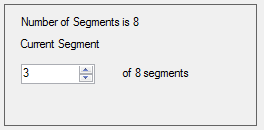 Number of Segments is 8
Current Segment
3 of 8 segments